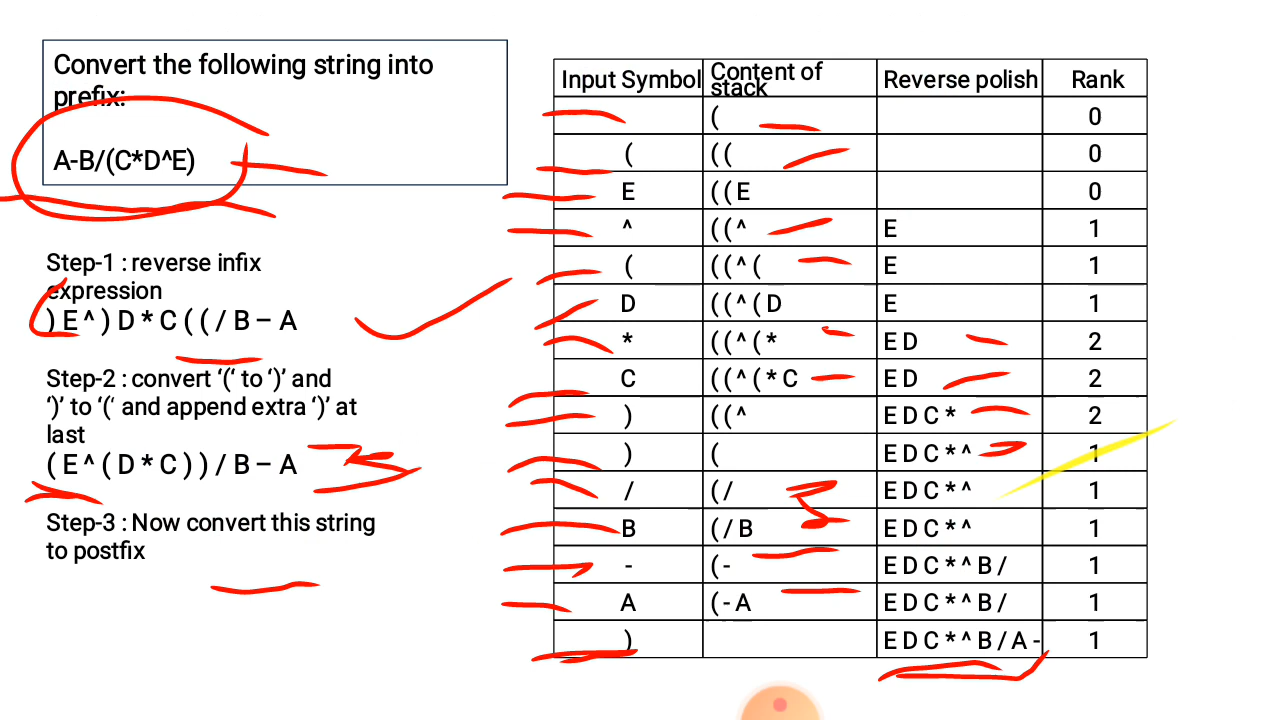 Convert the following string into
prefix:
A-B/(C*D^E)
Step-1 : reverse infix
expression
) E ^ ) D * C ( ( / B – A
Step-2 : convert ‘(‘ to ‘)’ and
‘)’ to ‘(‘ and append extra ‘)’ at
last
( E ^ ( D * C ) ) / B – A
Step-3 : Now convert this string
to postfix
Input Symbol Content of stack Reverse polish Rank
( 0
( ( ( 0
E ( ( E 0
^ ( ( ^ E 1
( ( ( ^ ( E 1
D ( ( ^ ( D E 1
* ( ( ^ ( * E D 2
C ( ( ^ ( * C E D 2
) ( ( ^ E D C * 2
) ( E D C * ^ 1
/ ( / E D C * ^ 1
B ( / B E D C * ^ 1
- ( - E D C * ^ B / 1
A ( - A E D C * ^ B / 1
) E D C * ^ B / A - 1